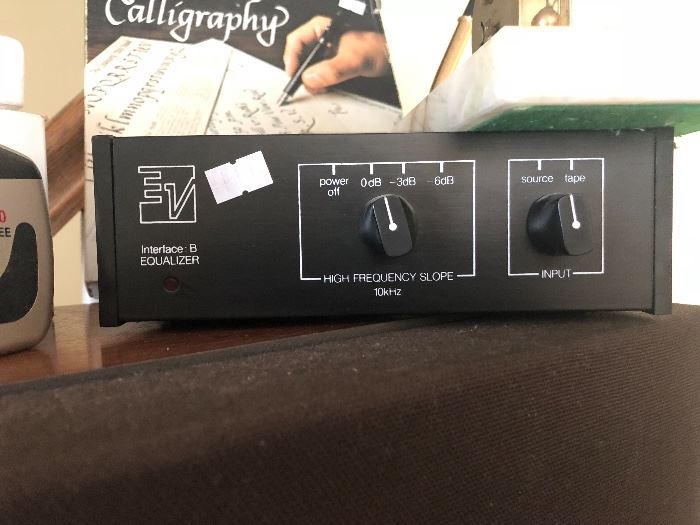 Calligraphy
EV
Interface: B
EQUALIZER
power
off
0dB
-3dB
-6dB
HIGH FREQUENCY SLOPE
10kHz
source
tape
INPUT